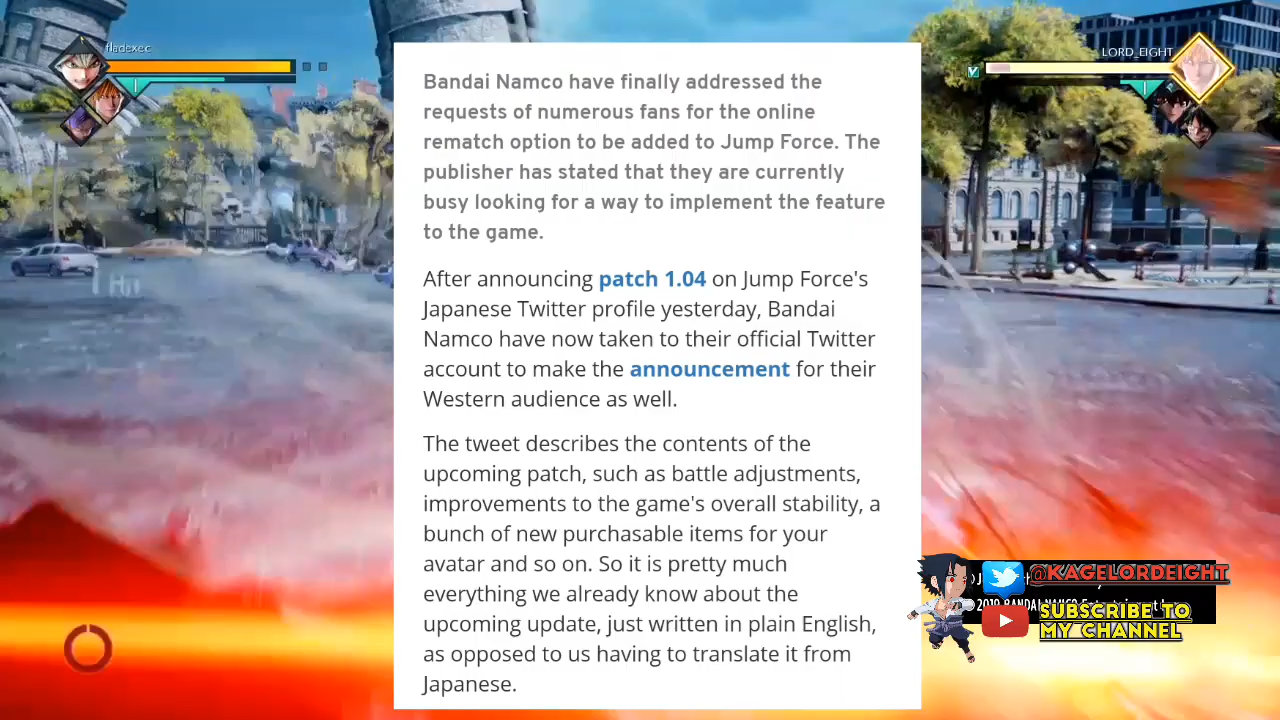 fladexec
LORD_EIGHT
Bandai Namco have finally addressed the
requests of numerous fans for the online
rematch option to be added to Jump Force. The
publisher has stated that they are currently
busy looking for a way to implement the feature
to the game.
After announcing patch 1.04 on Jump Force's
Japanese Twitter profile yesterday, Bandai
Namco have now taken to their official Twitter
account to make the announcement for their
Western audience as well.
The tweet describes the contents of the
upcoming patch, such as battle adjustments,
improvements to the game's overall stability, a
bunch of new purchasable items for your
avatar and so on. So it is pretty much
everything we already know about the
upcoming update, just written in plain English,
as opposed to us having to translate it from
Japanese.
1 Hit
@KAGELORDEIGHT
2019 BANDAI NAMCO Entertainment
SUBSCRIBE TO
MY CHANNEL